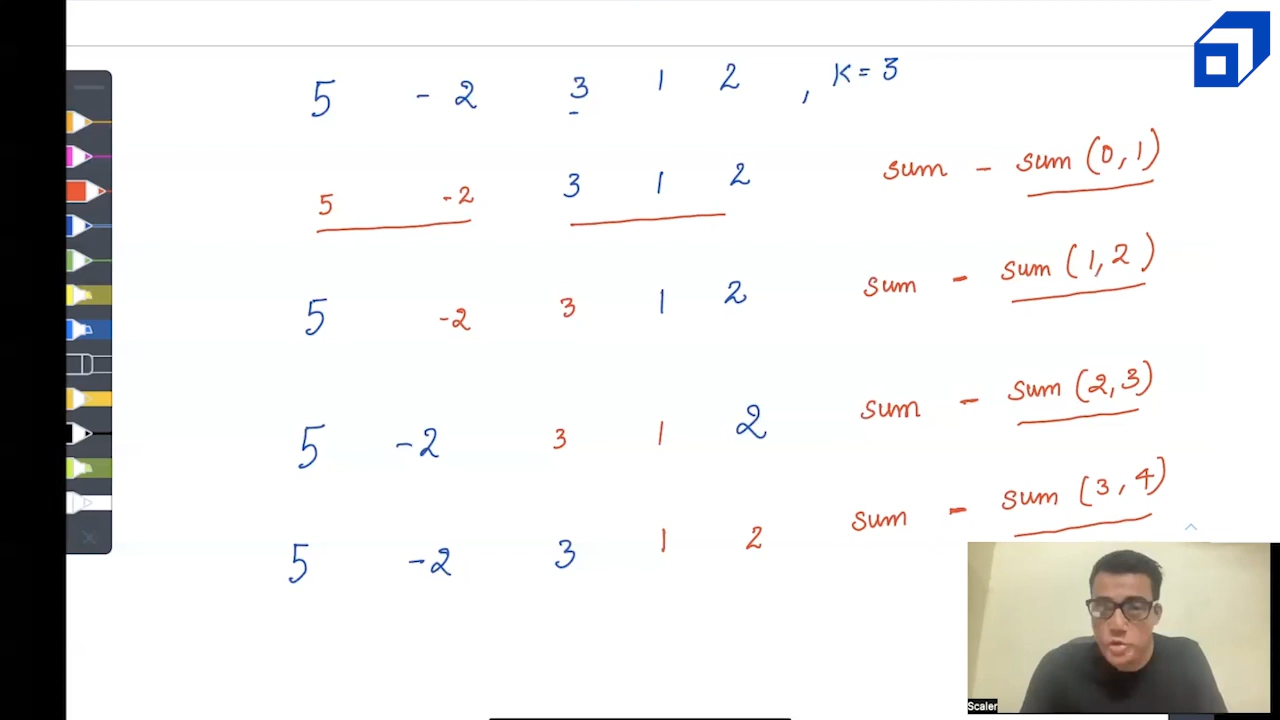 5 -2 3 1 2 , K = 3
5 -2 3 1 2 sum - sum (0, 1)
5 -2 3 1 2 sum - sum (1, 2)
5 -2 3 1 2 sum - sum (2, 3)
5 -2 3 1 2 sum - sum (3, 4)
Scaler